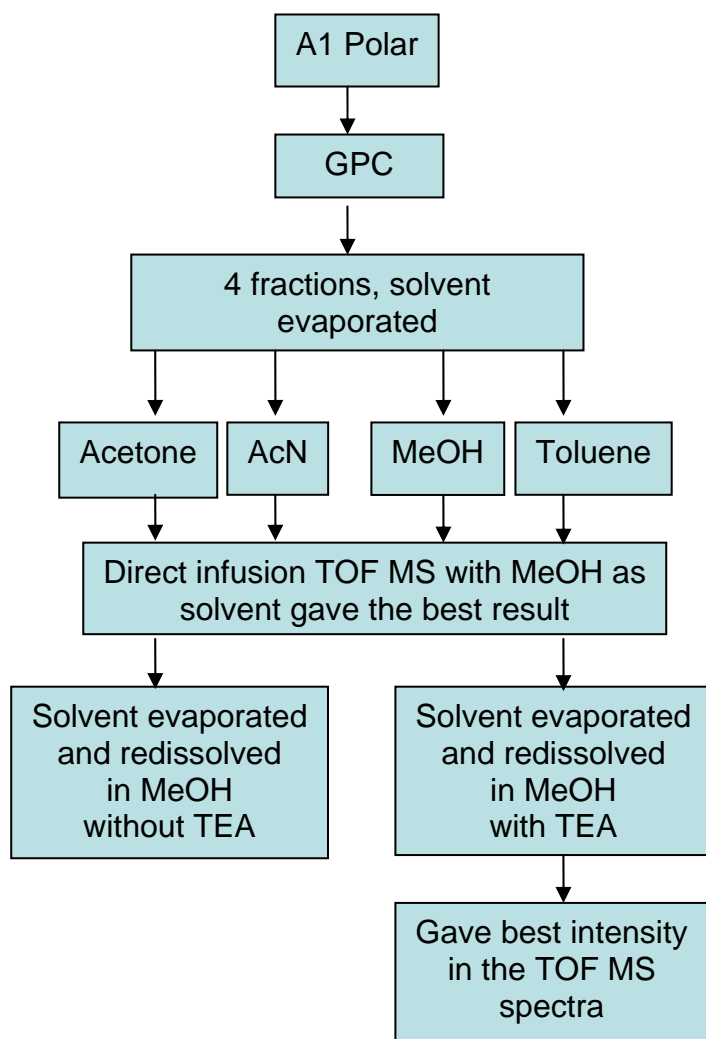 A1 Polar
GPC
4 fractions, solvent
evaporated
Acetone
AcN
MeOH
Toluene
Direct infusion TOF MS with MeOH as
solvent gave the best result
Solvent evaporated
and redissolved
in MeOH
without TEA
Solvent evaporated
and redissolved
in MeOH
with TEA
Gave best intensity
in the TOF MS
spectra